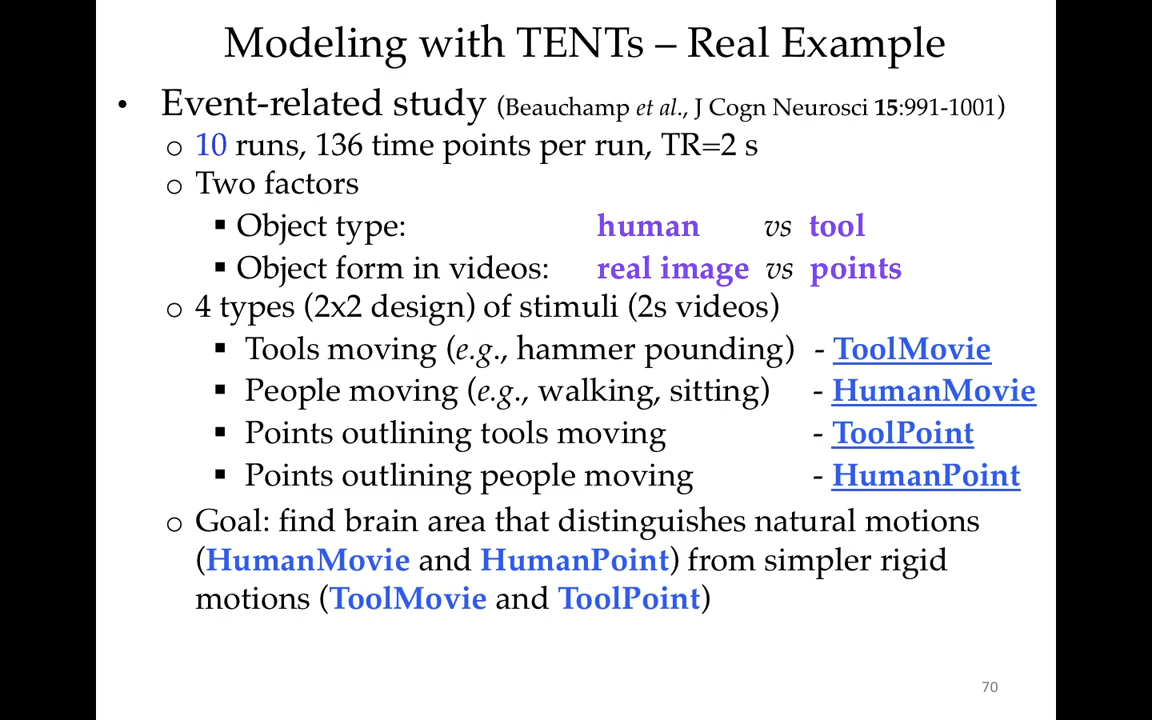 Modeling with TENTs – Real Example
• Event-related study (Beauchamp et al., J Cogn Neurosci 15:991-1001)
o 10 runs, 136 time points per run, TR=2 s
o Two factors
▪ Object type: human vs tool
▪ Object form in videos: real image vs points
o 4 types (2x2 design) of stimuli (2s videos)
▪ Tools moving (e.g., hammer pounding) - ToolMovie
▪ People moving (e.g., walking, sitting) - HumanMovie
▪ Points outlining tools moving - ToolPoint
▪ Points outlining people moving - HumanPoint
o Goal: find brain area that distinguishes natural motions
(HumanMovie and HumanPoint) from simpler rigid
motions (ToolMovie and ToolPoint)
70